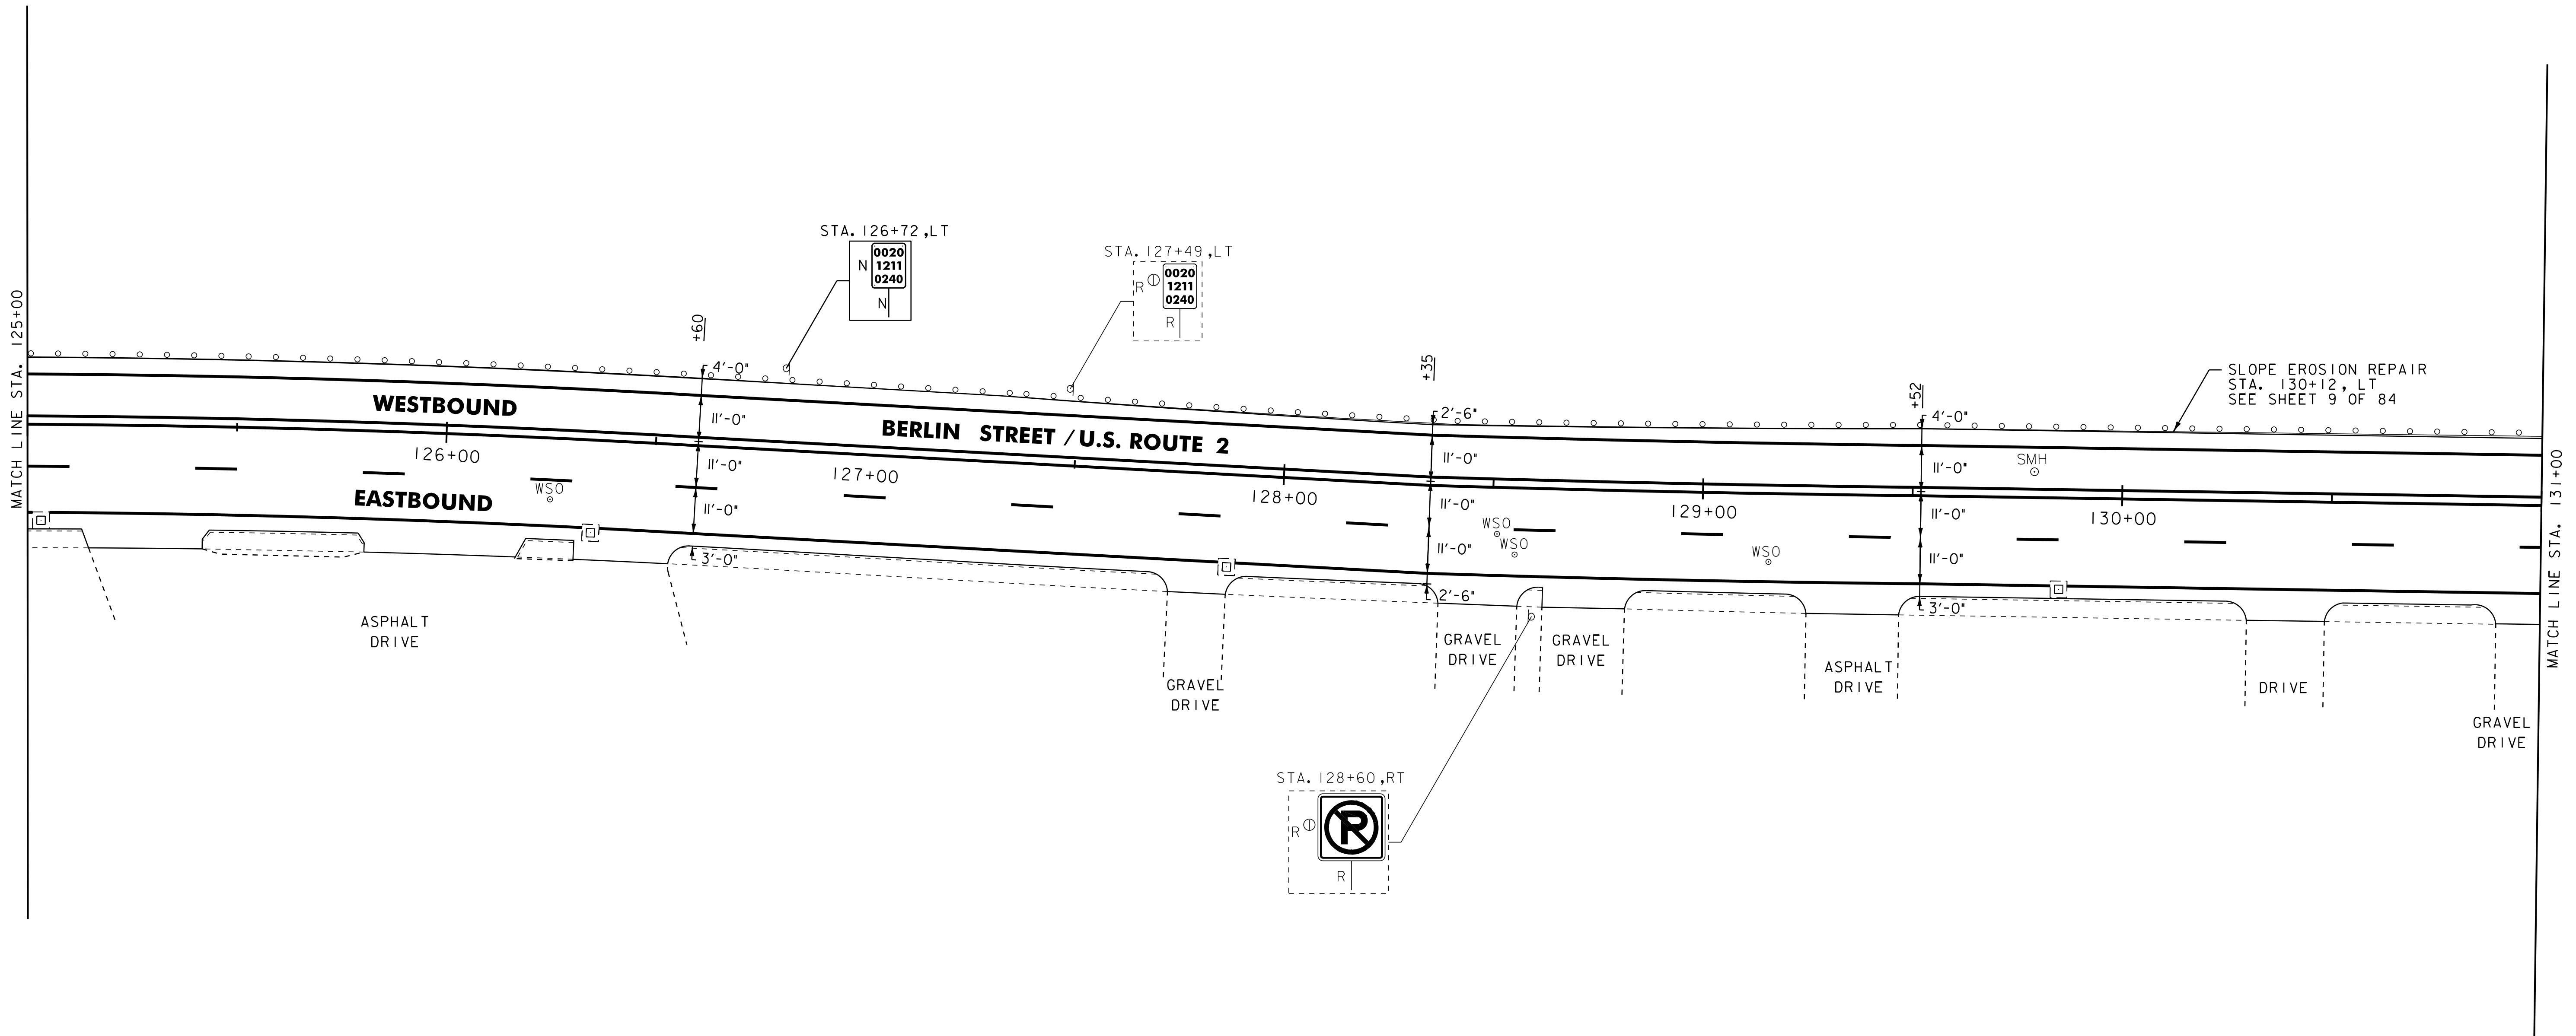 STA. 126+72 ,LT
N
0020
1211
0240
N
STA. 127+49 ,LT
R
0020
1211
0240
R
+60
+35
+52
SLOPE EROSION REPAIR
STA. 130+12, LT
SEE SHEET 9 OF 84
MATCH LINE STA. 125+00
4'-0"
2'-6"
4'-0"
WESTBOUND
11'-0"
BERLIN STREET / U.S. ROUTE 2
11'-0"
11'-0"
SMH
126+00
127+00
128+00
129+00
130+00
11'-0"
11'-0"
11'-0"
EASTBOUND
WSO
11'-0"
WSO
WSO
11'-0"
WSO
11'-0"
3'-0"
2'-6"
3'-0"
MATCH LINE STA. 131+00
ASPHALT
DRIVE
GRAVEL
DRIVE
GRAVEL
DRIVE
GRAVEL
DRIVE
ASPHALT
DRIVE
DRIVE
GRAVEL
DRIVE
STA. 128+60 ,RT
R
P
R